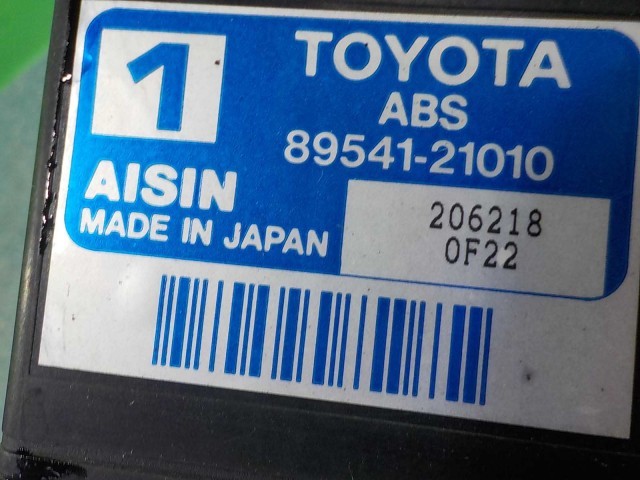 1
TOYOTA
ABS
89541-21010
AISIN
MADE IN JAPAN
206218
0F22